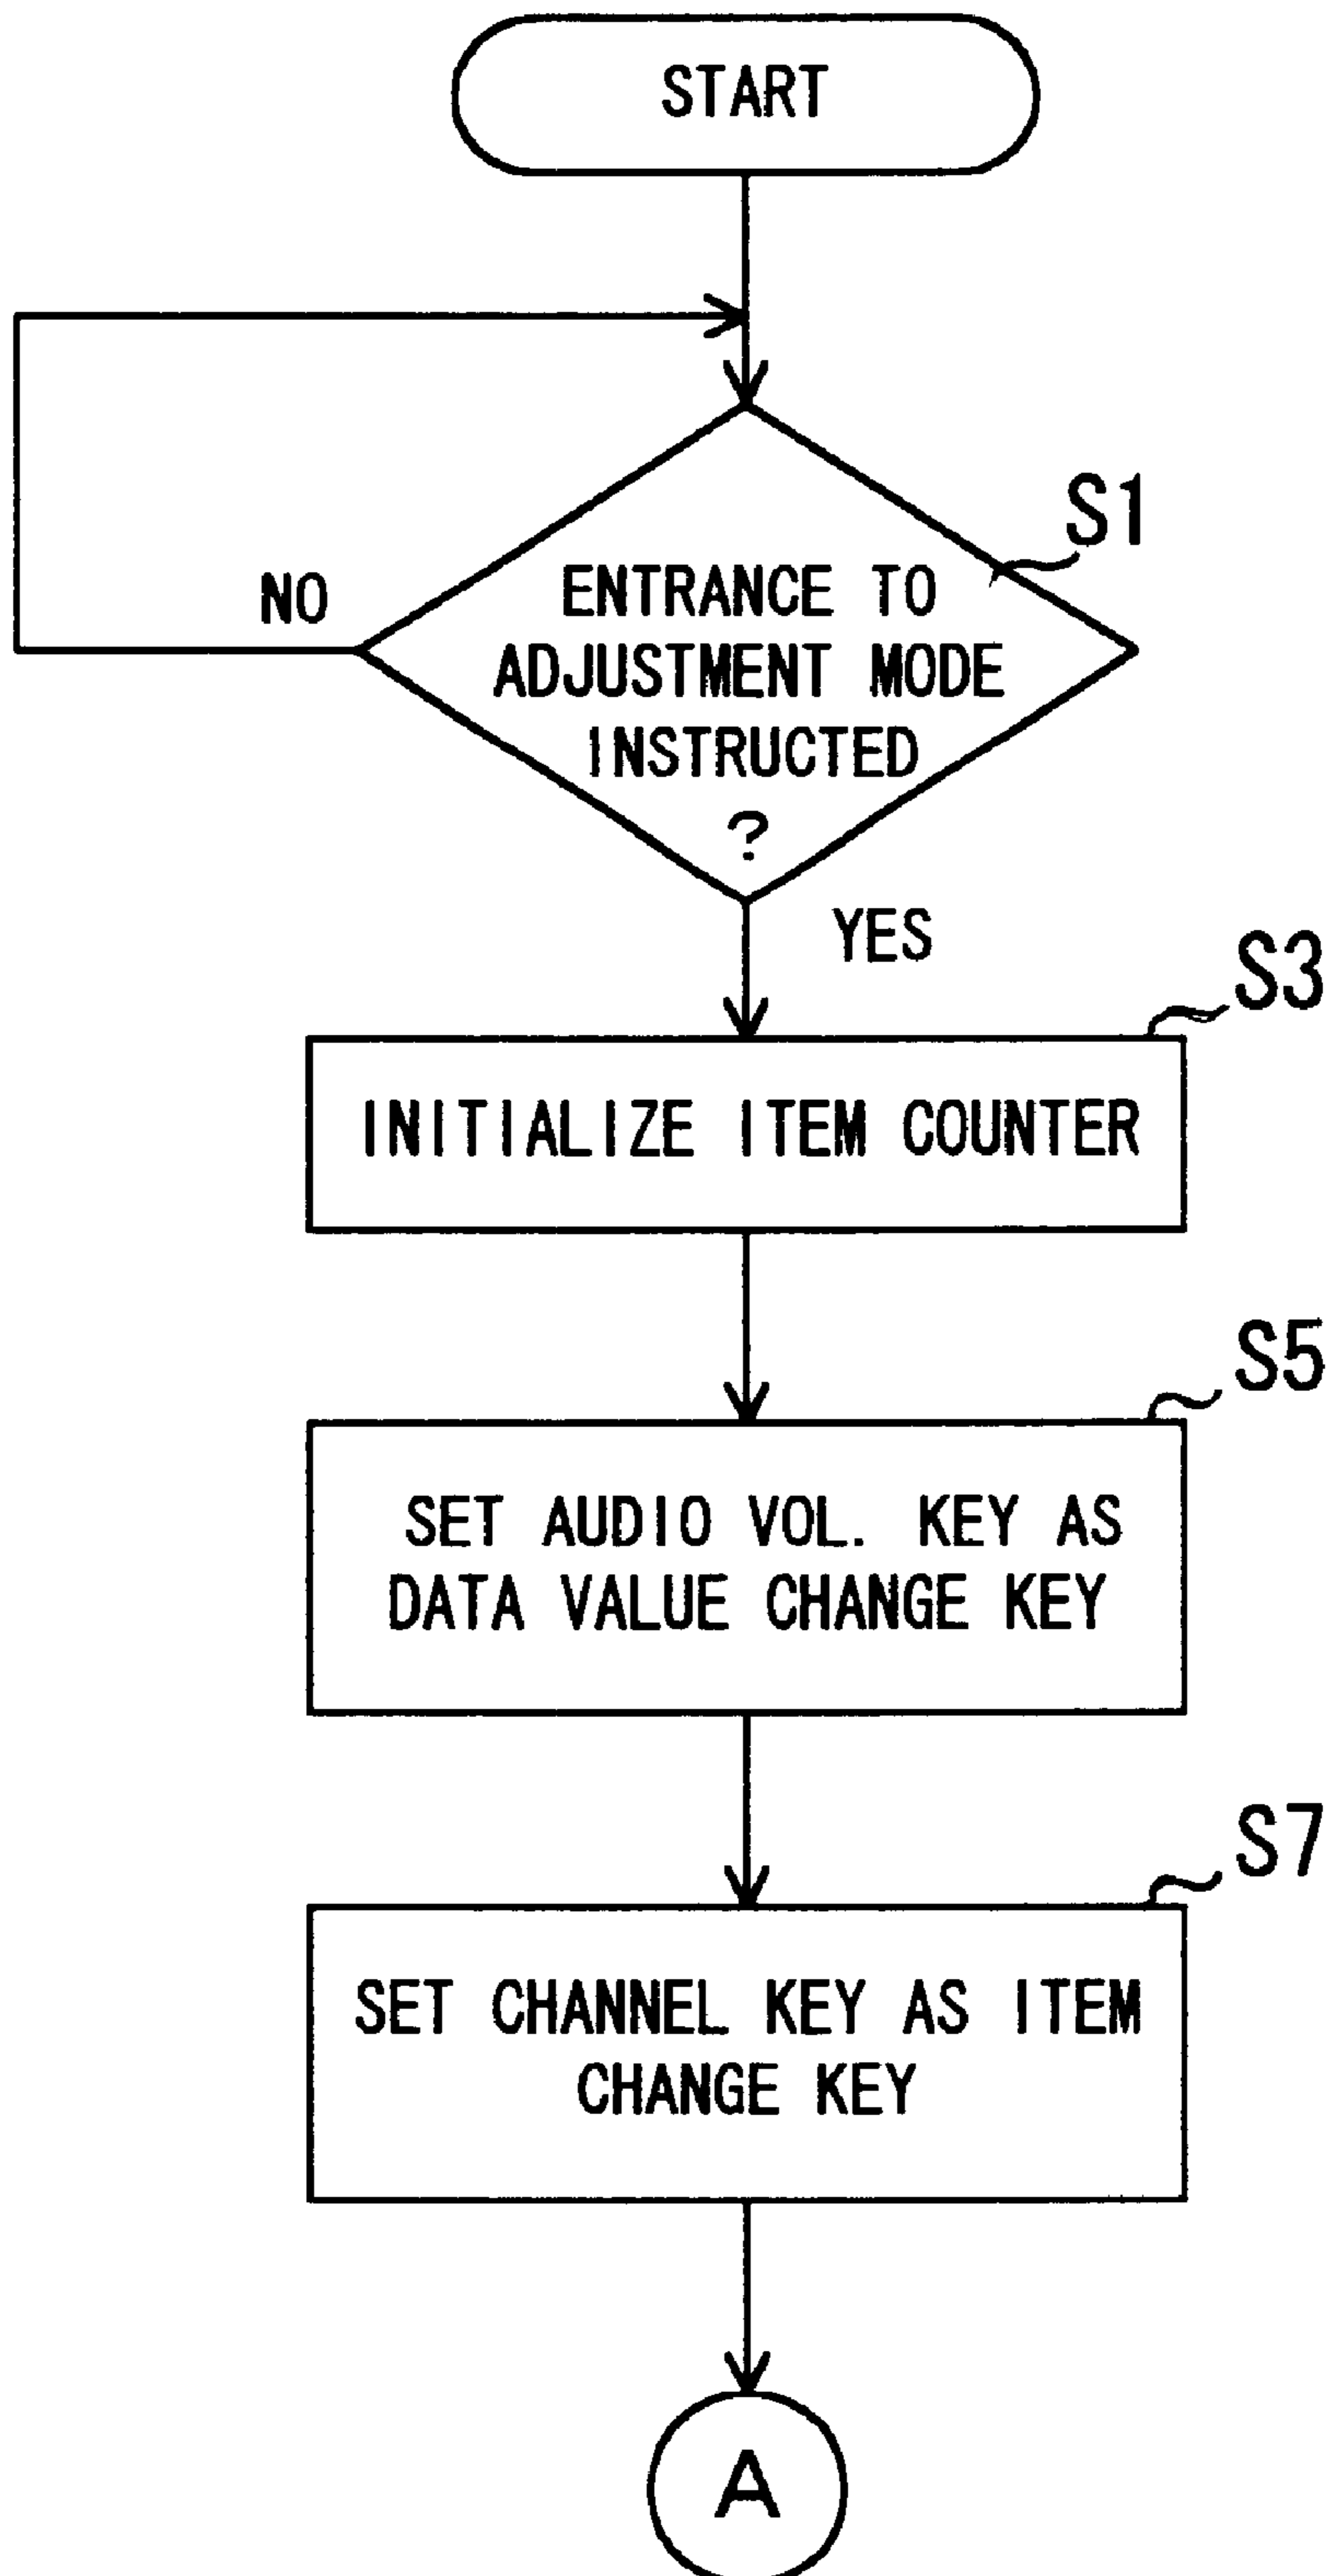 START
S1
NO
ENTRANCE TO
ADJUSTMENT MODE
INSTRUCTED
?
YES
S3
INITIALIZE ITEM COUNTER
S5
SET AUDIO VOL. KEY AS
DATA VALUE CHANGE KEY
S7
SET CHANNEL KEY AS ITEM
CHANGE KEY
A